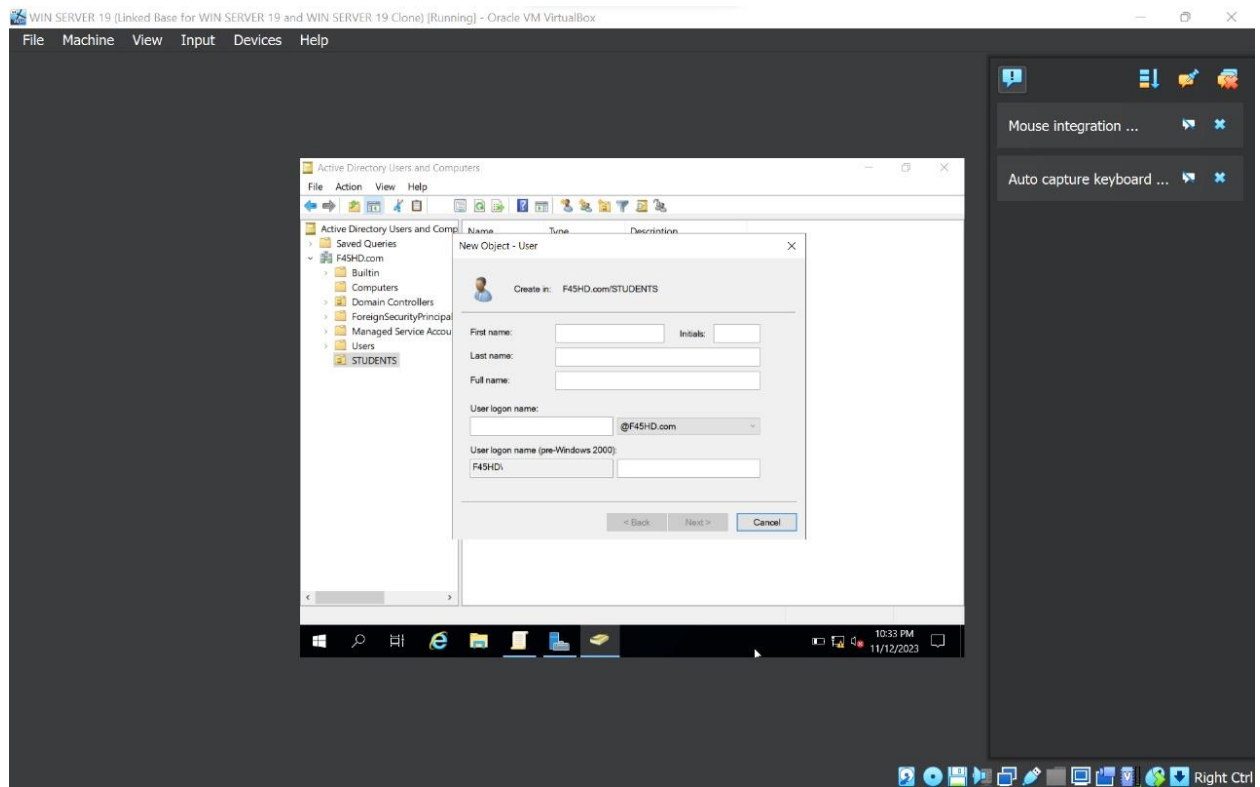 WIN SERVER 19 (Linked Base for WIN SERVER 19 and WIN SERVER 19 Clone) [Running] - Oracle VM VirtualBox
File Machine View Input Devices Help
Mouse integration ...
Auto capture keyboard ...
Active Directory Users and Computers
File Action View Help
Active Directory Users and Comp
Name Type Description
Saved Queries
F45HD.com
Builtin
Computers
Domain Controllers
ForeignSecurityPrincipal
Managed Service Accou
Users
STUDENTS
New Object - User
Create in: F45HD.com/STUDENTS
First name: Initials:
Last name:
Full name:
User logon name:
@F45HD.com
User logon name (pre-Windows 2000):
F45HD\
< Back Next > Cancel
10:33 PM
11/12/2023
Right Ctrl